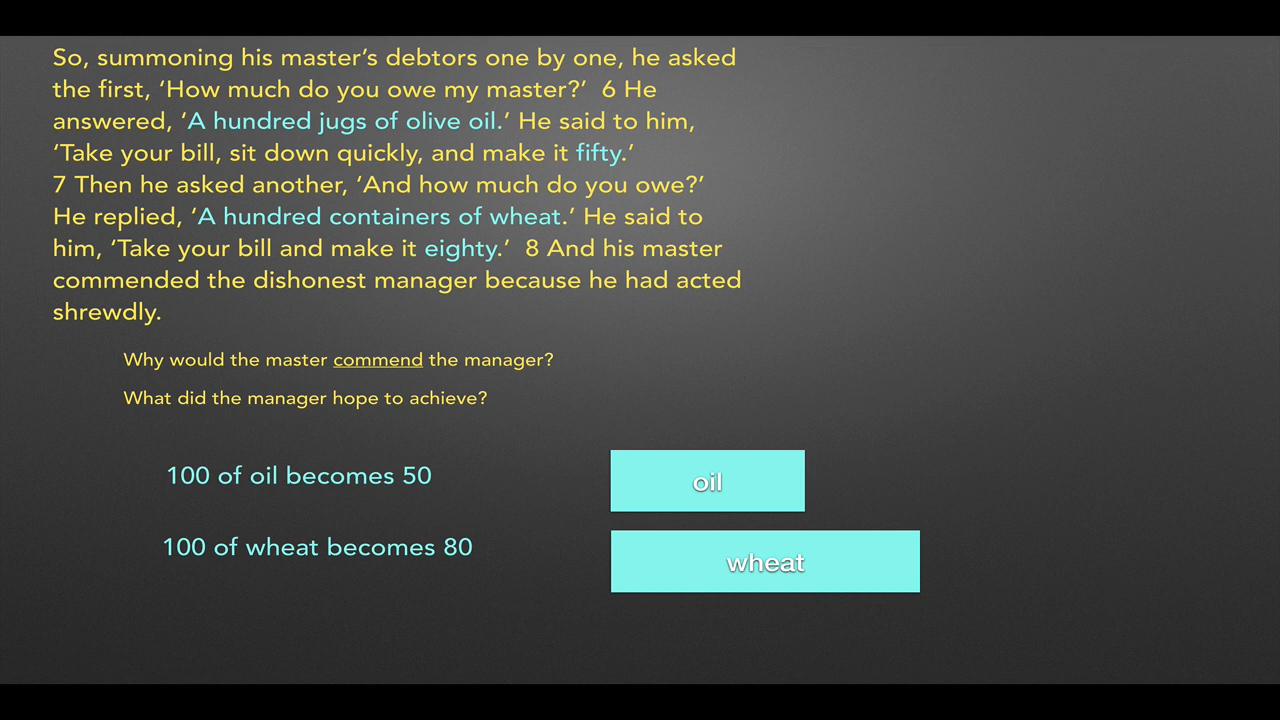 So, summoning his master’s debtors one by one, he asked
the first, ‘How much do you owe my master?’ 6 He
answered, ‘A hundred jugs of olive oil.‘ He said to him,
‘Take your bill, sit down quickly, and make it fifty.’
7 Then he asked another, ‘And how much do you owe?’
He replied, ‘A hundred containers of wheat.’ He said to
him, ‘Take your bill and make it eighty.’ 8 And his master
commended the dishonest manager because he had acted
shrewdly.
Why would the master commend the manager?
What did the manager hope to achieve?
100 of oil becomes 50
oil
100 of wheat becomes 80
wheat